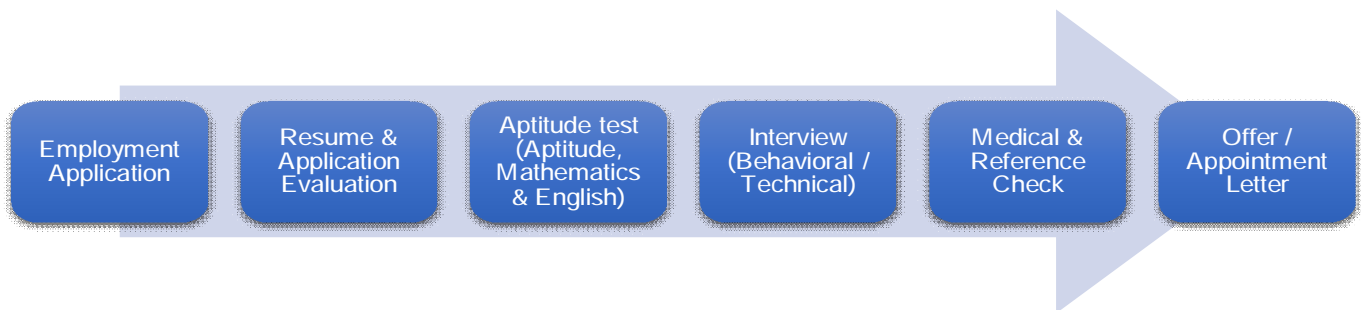 Employment
Application
Resume &
Application
Evaluation
Aptitude test
(Aptitude,
Mathematics
& English)
Interview
(Behavioral /
Technical)
Medical &
Reference
Check
Offer /
Appointment
Letter